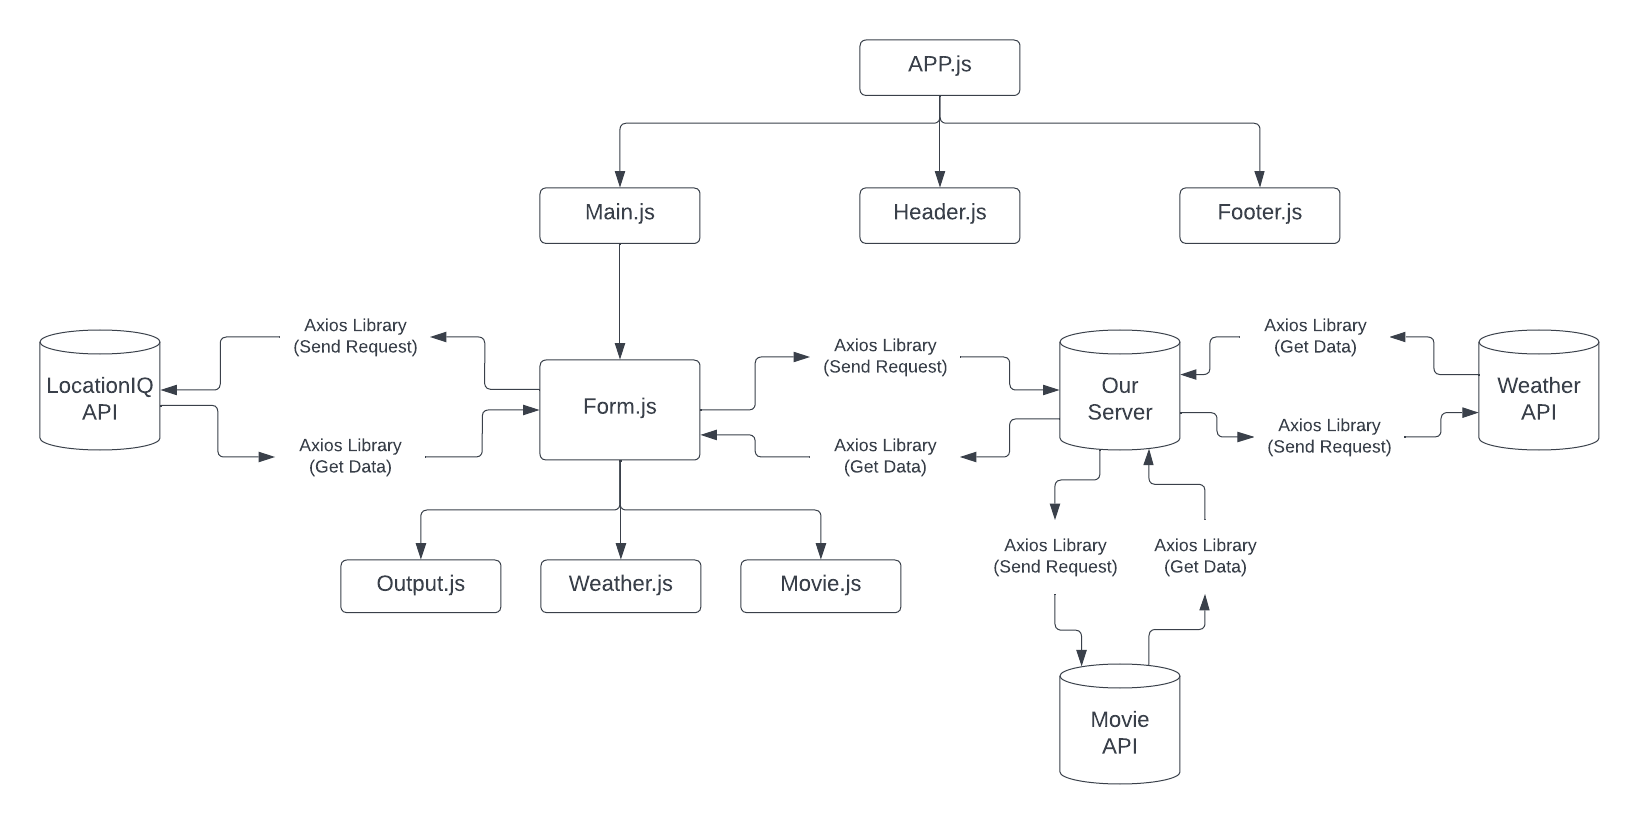 APP.js
Main.js
Header.js
Footer.js
Axios Library
(Send Request)
LocationIQ
API
Axios Library
(Get Data)
Form.js
Axios Library
(Send Request)
Axios Library
(Get Data)
Our
Server
Axios Library
(Get Data)
Axios Library
(Send Request)
Weather
API
Output.js
Weather.js
Movie.js
Axios Library
(Send Request)
Axios Library
(Get Data)
Movie
API